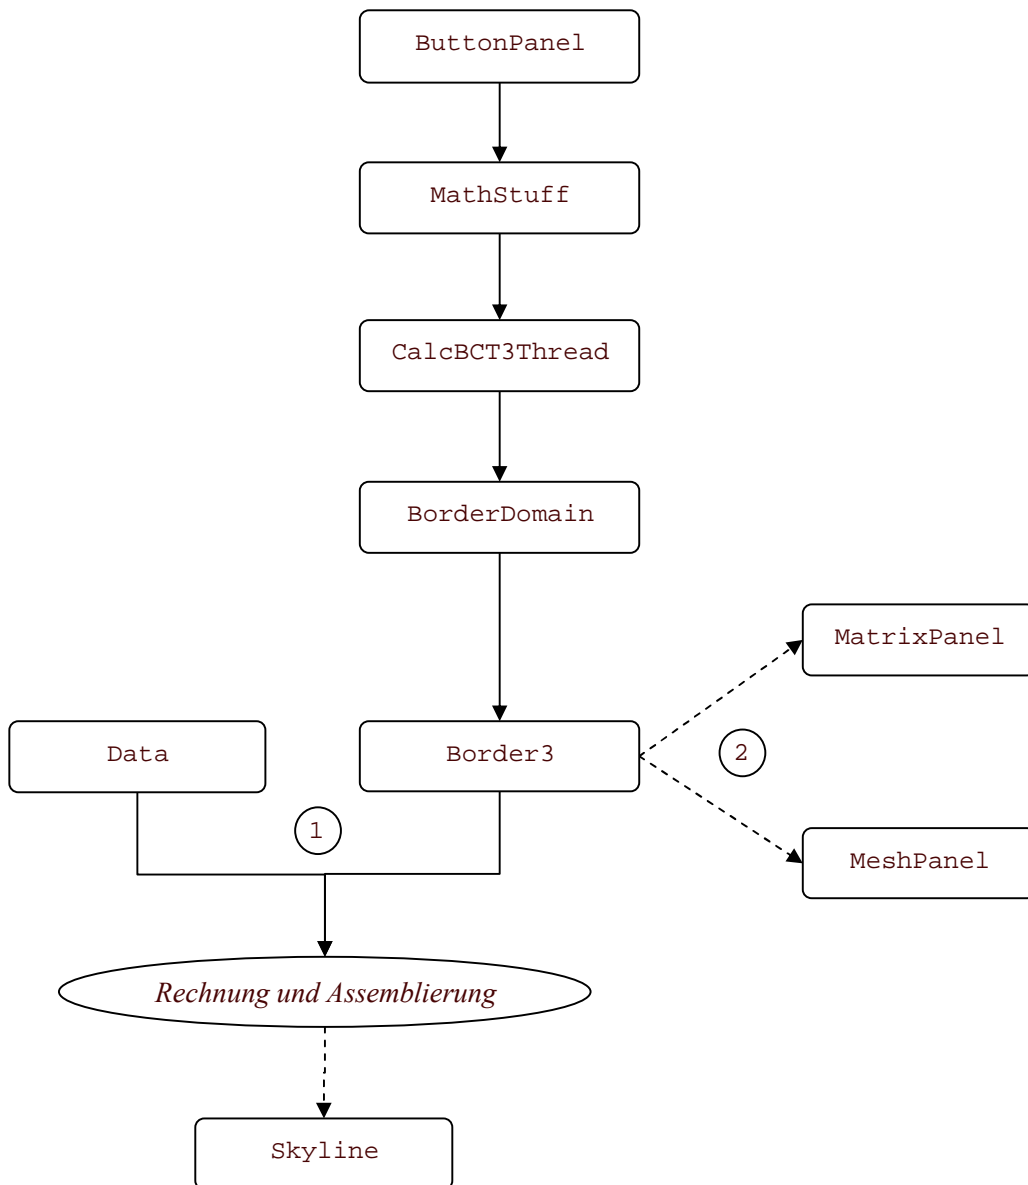 ButtonPanel
MathStuff
CalcBCT3Thread
BorderDomain
MatrixPanel
Data
Border3
2
1
MeshPanel
Rechnung und Assemblierung
Skyline